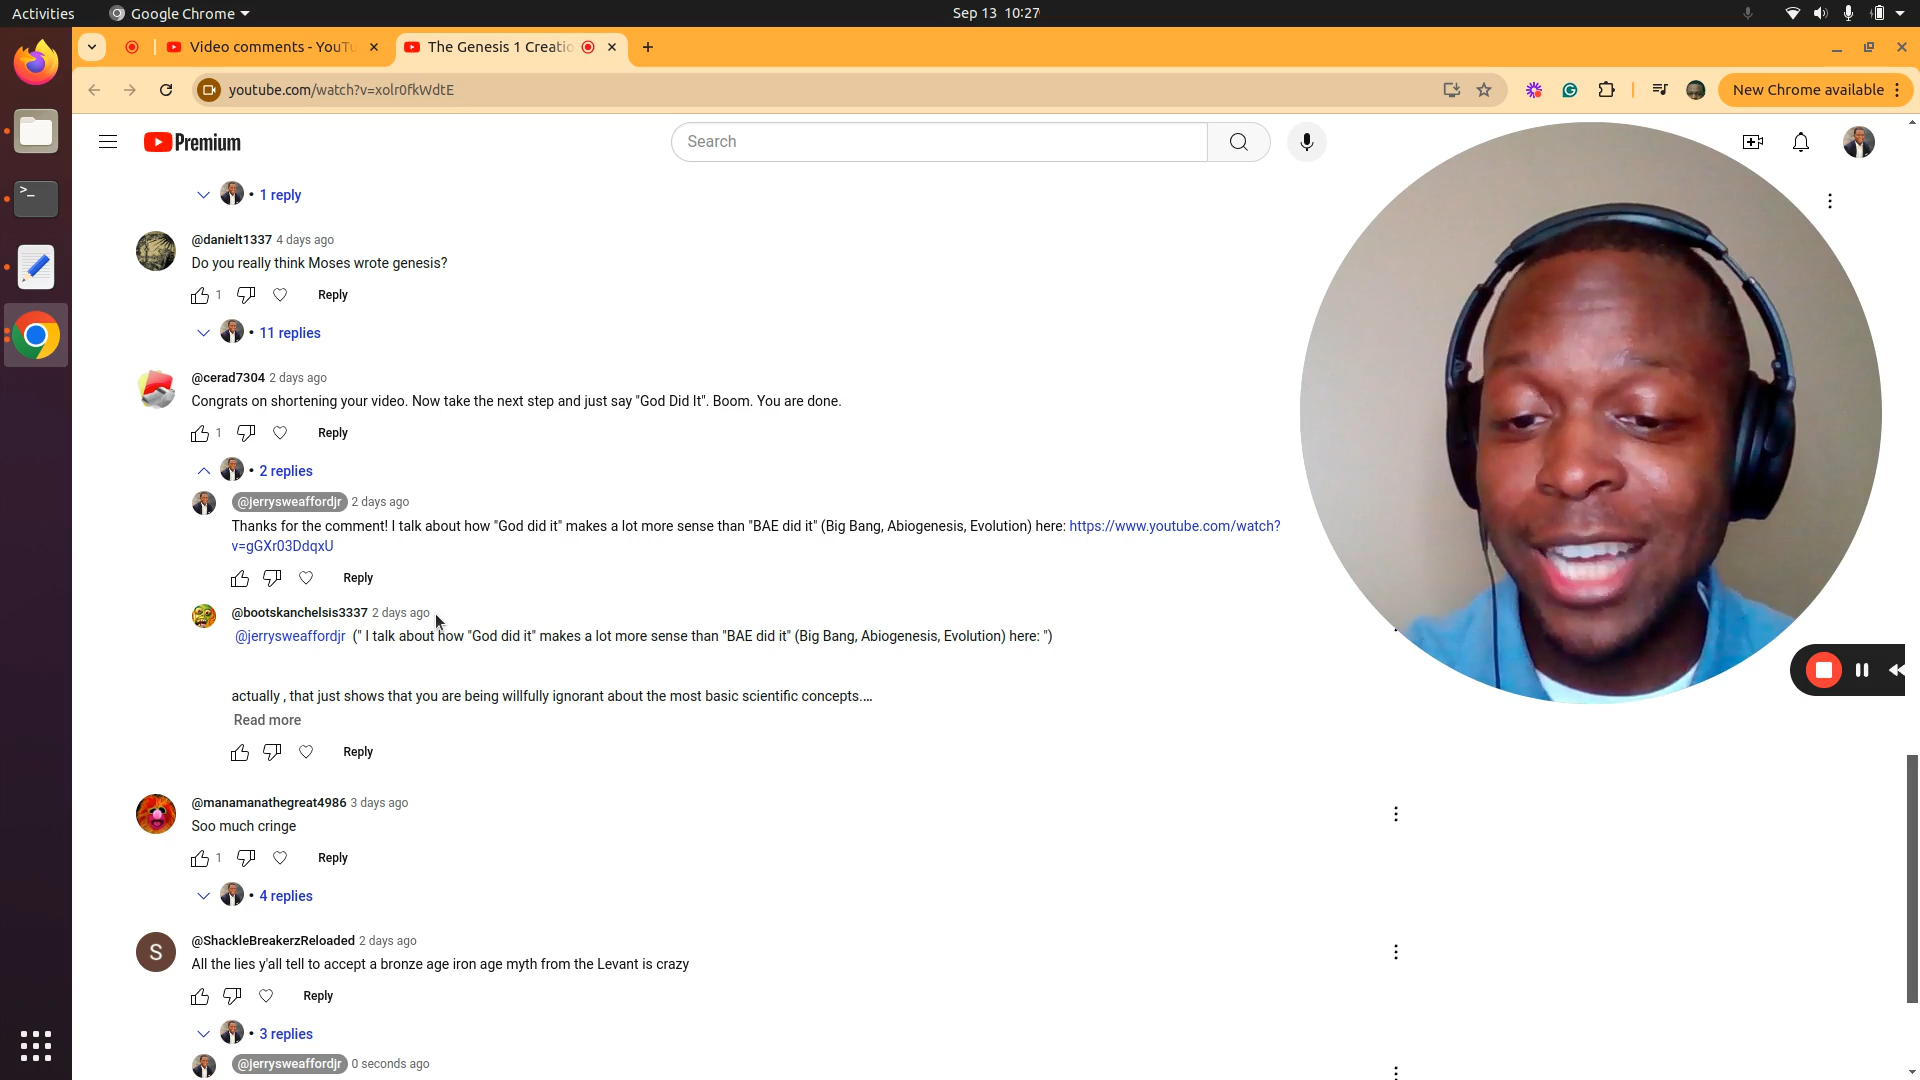 Activities
Google Chrome
Sep 13 10:27
Video comments - YouTu
The Genesis 1 Creatio
youtube.com/watch?v=xolr0fkWdtE
New Chrome available
Premium
Search
• 1 reply
@danielt1337 4 days ago
Do you really think Moses wrote genesis?
1 Reply
• 11 replies
@cerad7304 2 days ago
Congrats on shortening your video. Now take the next step and just say "God Did It". Boom. You are done.
1 Reply
• 2 replies
@jerrysweaffordjr 2 days ago
Thanks for the comment! I talk about how "God did it" makes a lot more sense than "BAE did it" (Big Bang, Abiogenesis, Evolution) here: https://www.youtube.com/watch?
v=gGXr03DdqxU
Reply
@bootskanchelsis3337 2 days ago
@jerrysweaffordjr (" I talk about how "God did it" makes a lot more sense than "BAE did it" (Big Bang, Abiogenesis, Evolution) here: ")
actually , that just shows that you are being willfully ignorant about the most basic scientific concepts....
Read more
Reply
@manamanathegreat4986 3 days ago
Soo much cringe
1 Reply
• 4 replies
S
@ShackleBreakerzReloaded 2 days ago
All the lies y'all tell to accept a bronze age iron age myth from the Levant is crazy
Reply
• 3 replies
@jerrysweaffordjr 0 seconds ago